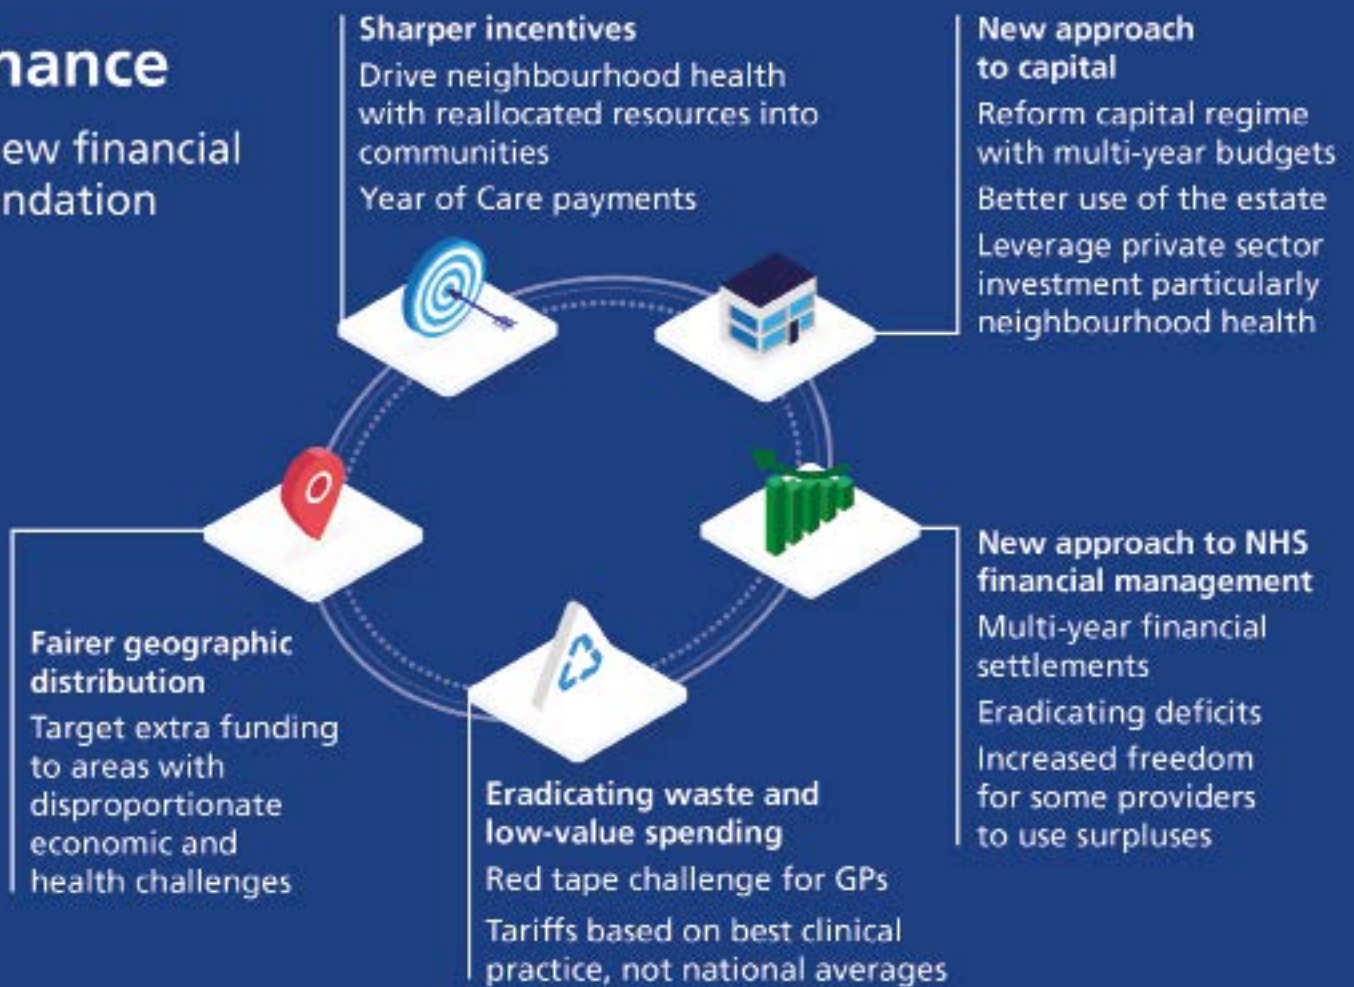 nance
ew financial
ndation
Sharper incentives
Drive neighbourhood health
with reallocated resources into
communities
Year of Care payments
New approach
to capital
Reform capital regime
with multi-year budgets
Better use of the estate
Leverage private sector
investment particularly
neighbourhood health
New approach to NHS
financial management
Multi-year financial
settlements
Eradicating deficits
Increased freedom
for some providers
to use surpluses
Fairer geographic
distribution
Target extra funding
to areas with
disproportionate
economic and
health challenges
Eradicating waste and
low-value spending
Red tape challenge for GPs
Tariffs based on best clinical
practice, not national averages